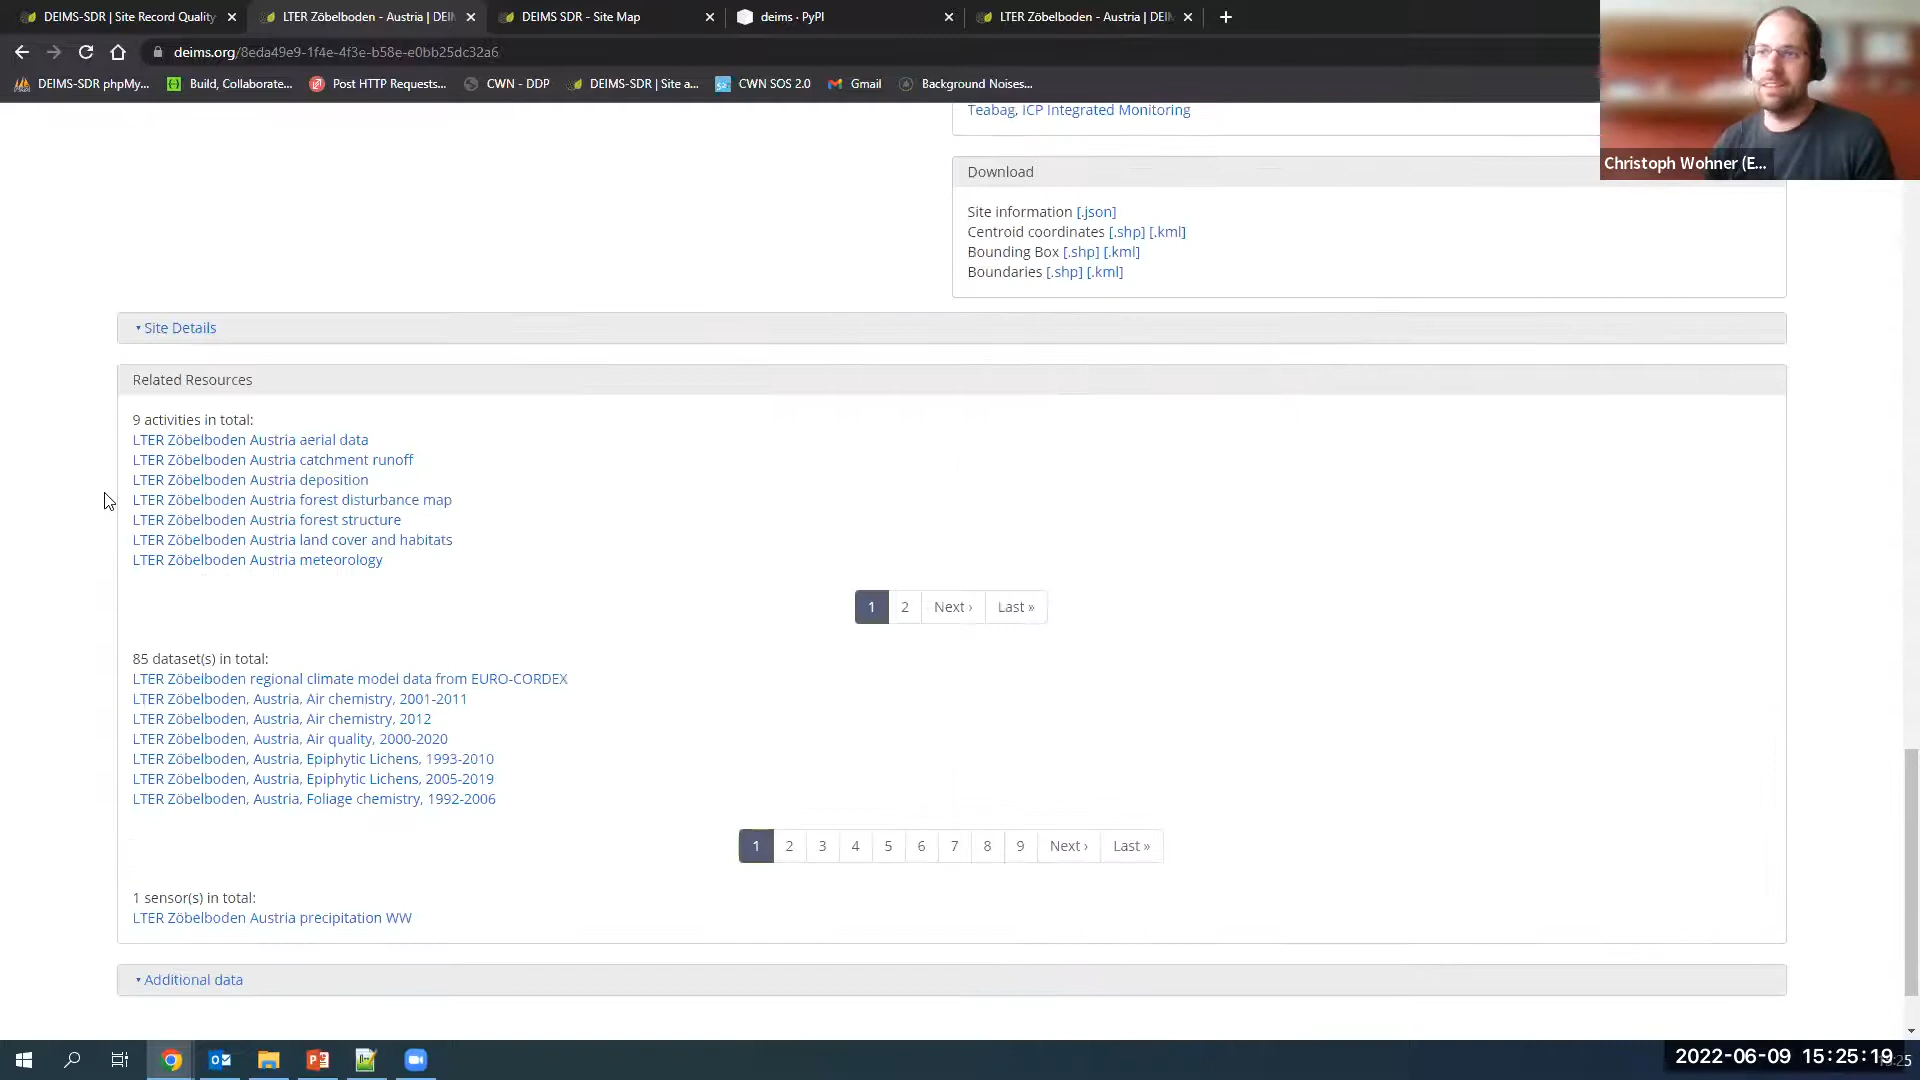 DEIMS-SDR | Site Record Quality
LTER Zöbelboden - Austria | DEIM
DEIMS SDR - Site Map
deims · PyPI
LTER Zöbelboden - Austria | DEIM
deims.org/8eda49e9-1f4e-4f3e-b58e-e0bb25dc32a6
DEIMS-SDR phpMy...
Build, Collaborate...
Post HTTP Requests...
CWN - DDP
DEIMS-SDR | Site a...
CWN SOS 2.0
Gmail
Background Noises...
Christoph Wohner (E...
Teabag, ICP Integrated Monitoring
Download
Site information [.json]
Centroid coordinates [.shp] [.kml]
Bounding Box [.shp] [.kml]
Boundaries [.shp] [.kml]
Site Details
Related Resources
9 activities in total:
LTER Zöbelboden Austria aerial data
LTER Zöbelboden Austria catchment runoff
LTER Zöbelboden Austria deposition
LTER Zöbelboden Austria forest disturbance map
LTER Zöbelboden Austria forest structure
LTER Zöbelboden Austria land cover and habitats
LTER Zöbelboden Austria meteorology
1 2 Next › Last »
85 dataset(s) in total:
LTER Zöbelboden regional climate model data from EURO-CORDEX
LTER Zöbelboden, Austria, Air chemistry, 2001-2011
LTER Zöbelboden, Austria, Air chemistry, 2012
LTER Zöbelboden, Austria, Air quality, 2000-2020
LTER Zöbelboden, Austria, Epiphytic Lichens, 1993-2010
LTER Zöbelboden, Austria, Epiphytic Lichens, 2005-2019
LTER Zöbelboden, Austria, Foliage chemistry, 1992-2006
1 2 3 4 5 6 7 8 9 Next › Last »
1 sensor(s) in total:
LTER Zöbelboden Austria precipitation WW
Additional data
2022-06-09 15:25:19